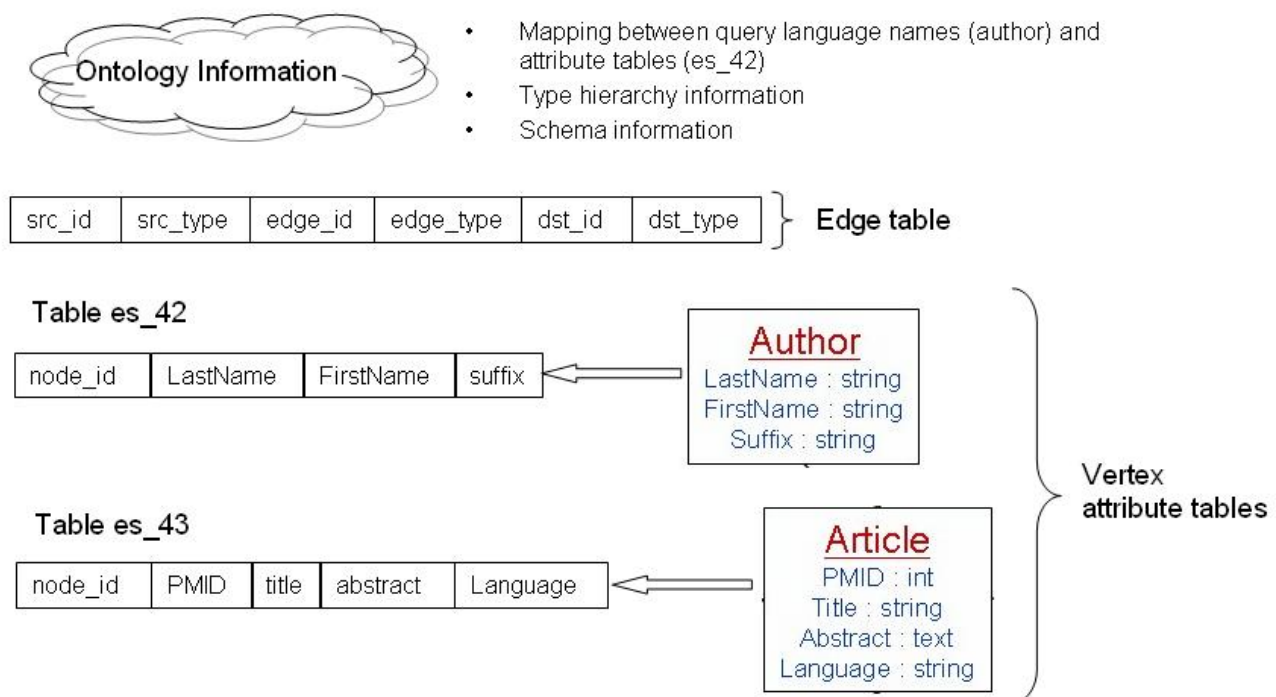 Ontology Information
• Mapping between query language names (author) and
attribute tables (es_42)
• Type hierarchy information
• Schema information
src_id src_type edge_id edge_type dst_id dst_type
Edge table
Table es_42
node_id LastName FirstName suffix
Author
LastName : string
FirstName : string
Suffix : string
Table es_43
node_id PMID title abstract Language
Article
PMID : int
Title : string
Abstract : text
Language : string
Vertex
attribute tables